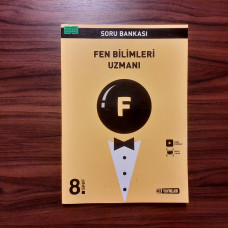 SORU BANKASI
FEN BİLİMLERİ
UZMANI
F
8